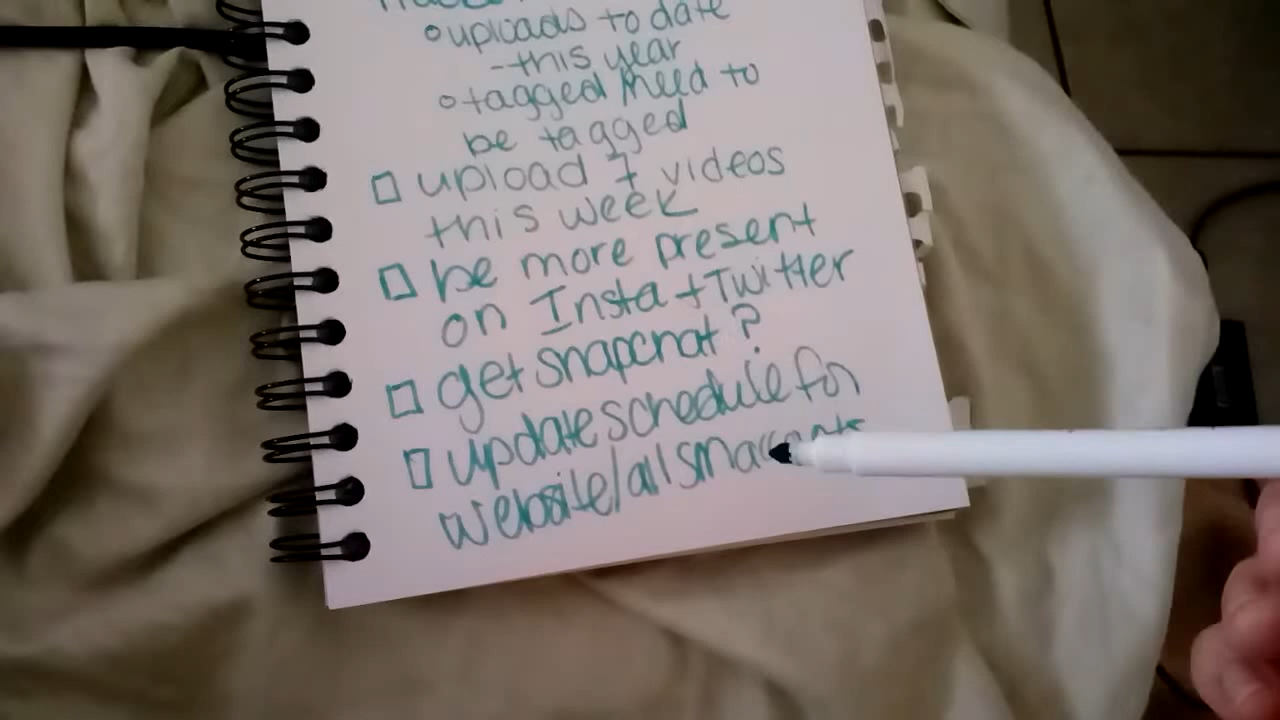 ◦ uploads to date
- this year
◦ tagged/need to
be tagged
□ upload 7 videos
this week
□ be more present
on Insta + Twitter
□ get snapchat?
□ update schedule for
website/all sm